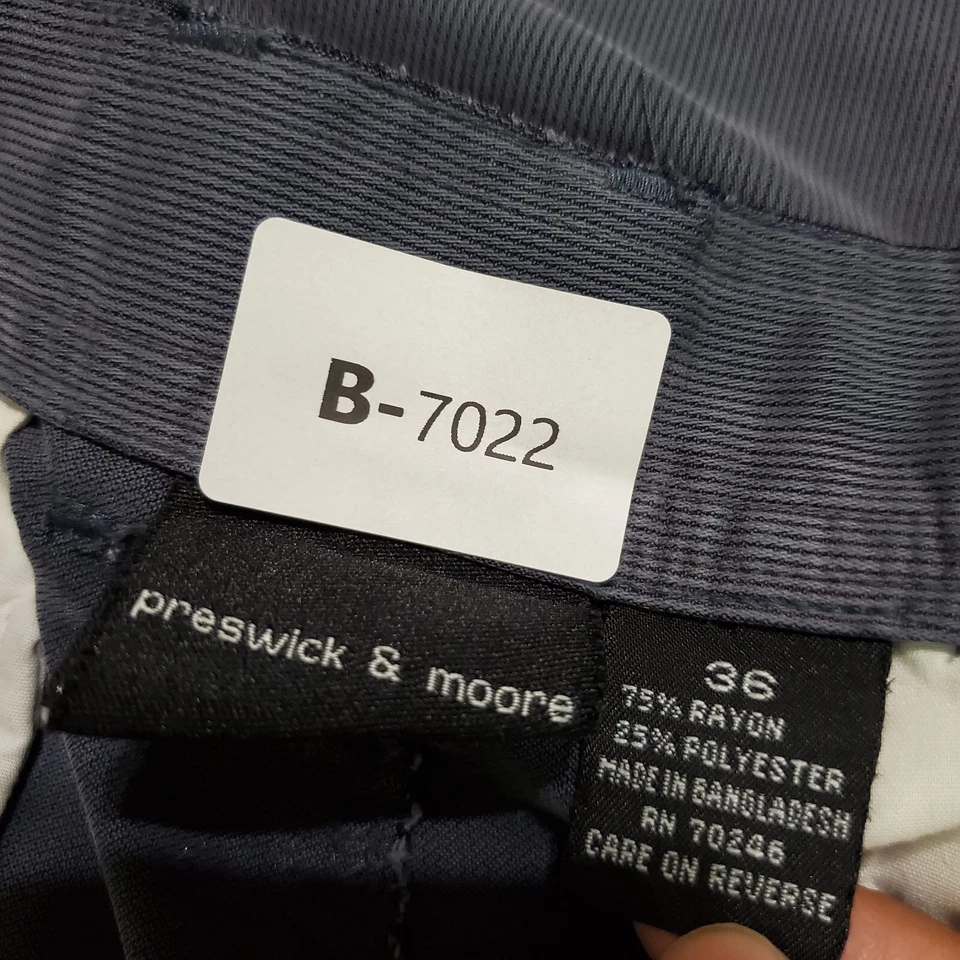 B-7022
preswick & moore
36
75% RAYON
25% POLYESTER
MADE IN BANGLADESH
RN 70246
CARE ON REVERSE